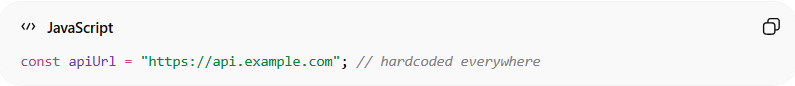 JavaScript
const apiUrl = "https://api.example.com"; // hardcoded everywhere